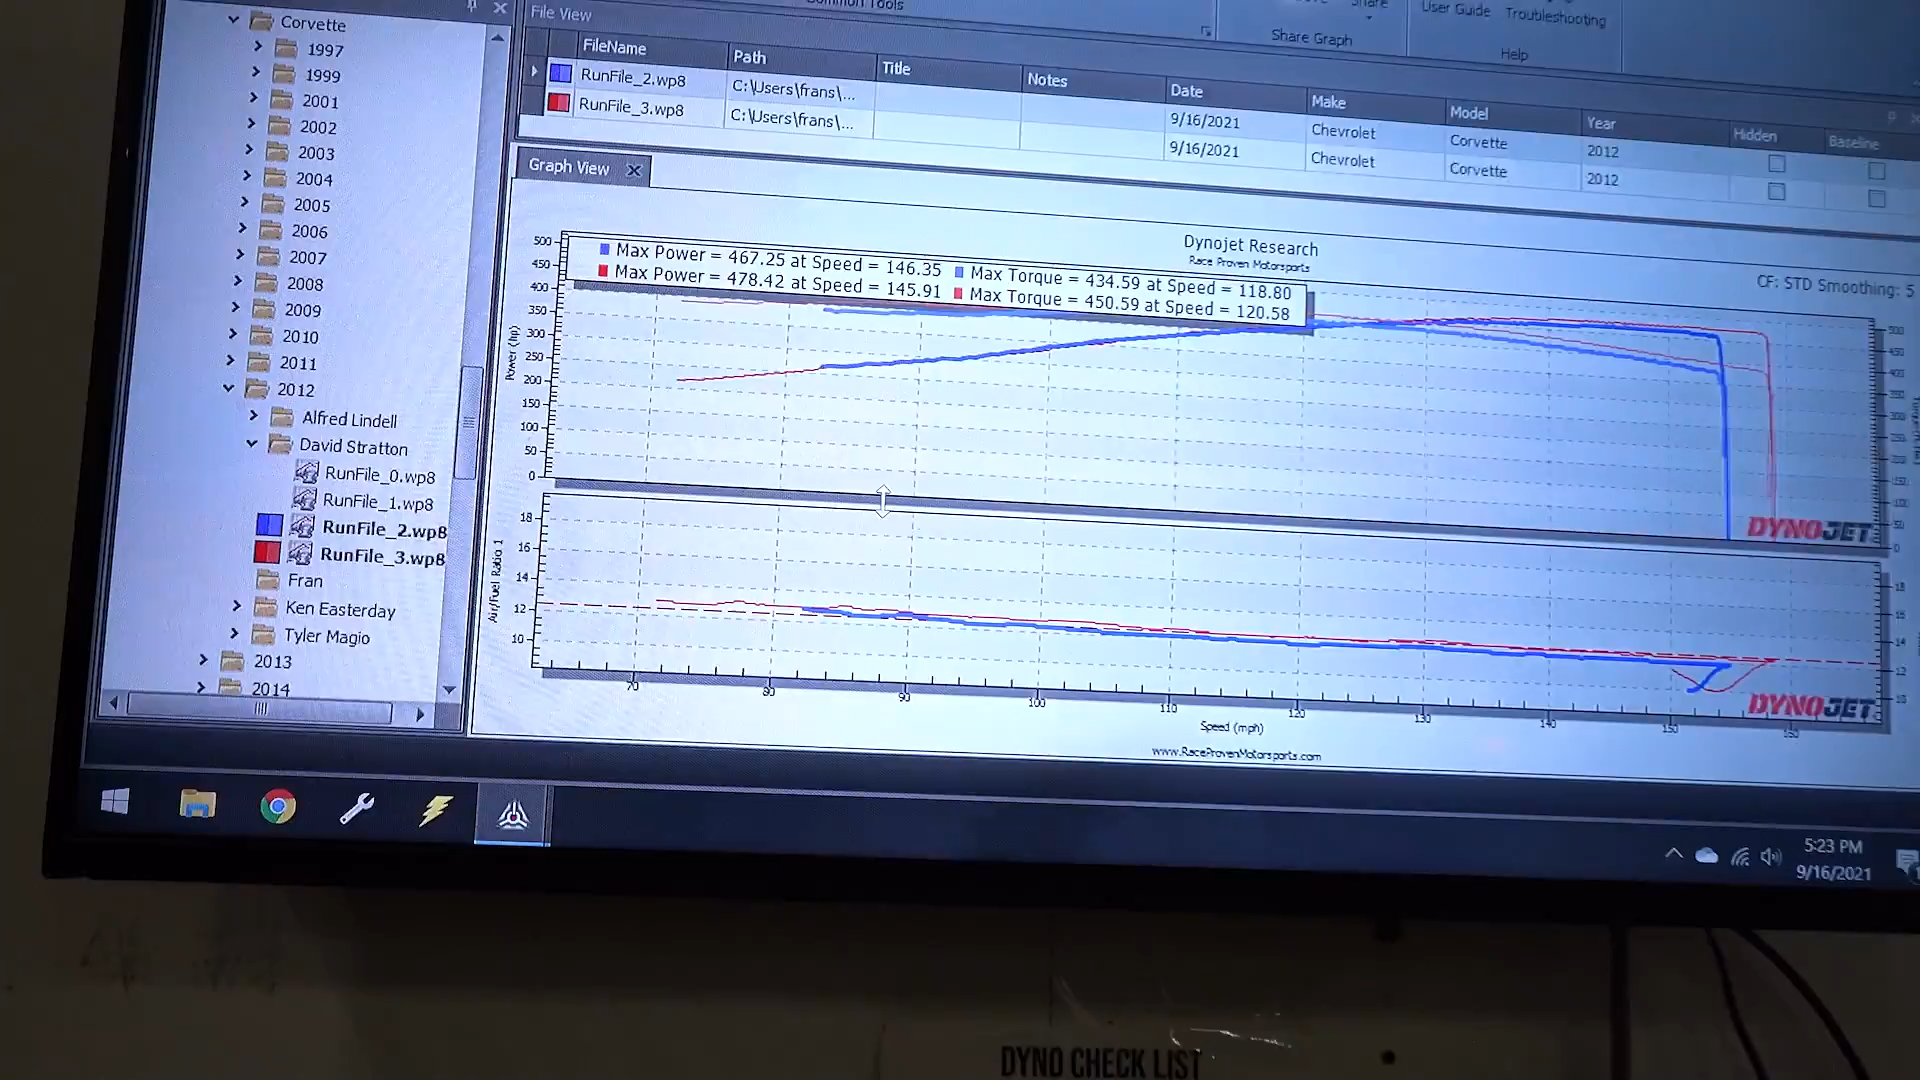 Common Tools
Share
User Guide
Troubleshooting
Share Graph
Help
Corvette
1997
1999
2001
2002
2003
2004
2005
2006
2007
2008
2009
2010
2011
2012
Alfred Lindell
David Stratton
RunFile_0.wp8
RunFile_1.wp8
RunFile_2.wp8
RunFile_3.wp8
Fran
Ken Easterday
Tyler Magio
2013
2014
File View
FileName Path Title Notes Date Make Model Year Hidden Baseline
RunFile_2.wp8 C:\Users\frans\... 9/16/2021 Chevrolet Corvette 2012
RunFile_3.wp8 C:\Users\frans\... 9/16/2021 Chevrolet Corvette 2012
Graph View
Dynojet Research
Race Proven Motorsports
CF: STD Smoothing: 5
Max Power = 467.25 at Speed = 146.35 Max Torque = 434.59 at Speed = 118.80
Max Power = 478.42 at Speed = 145.91 Max Torque = 450.59 at Speed = 120.58
Power (hp)
500
450
400
350
300
250
200
150
100
50
0
DYNOJET
Air/Fuel Ratio 1
18
16
14
12
10
DYNOJET
70 80 90 100 110 120 130 140 150 160
Speed (mph)
www.RaceProvenMotorsports.com
5:23 PM
9/16/2021
DYNO CHECK LIST